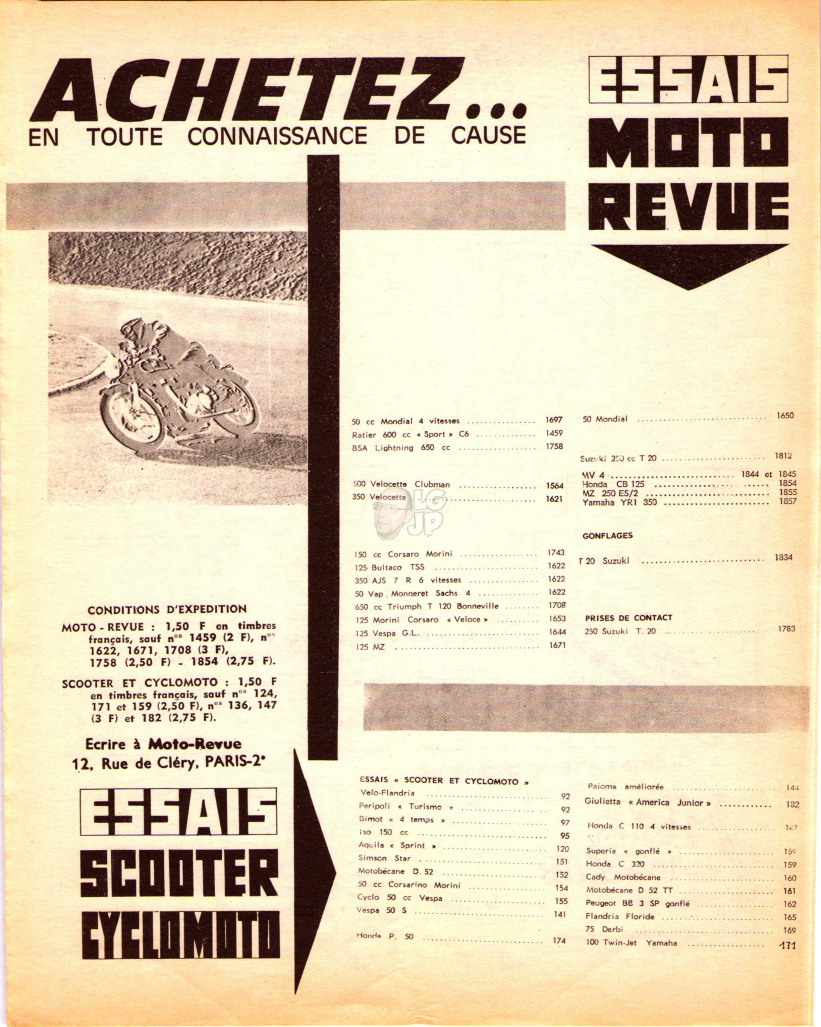 ACHETEZ...
EN TOUTE CONNAISSANCE DE CAUSE
ESSAIS
MOTO
REVUE
50 cc Mondial 4 vitesses ................ 1697
Ratier 600 cc « Sport » C6 .............. 1459
BSA Lightning 650 cc .................... 1758
500 Velocette Clubman ................... 1564
350 Velocette ........................... 1621
LG
JP
150 cc Corsaro Morini ................... 1743
125 Bultaco TSS ......................... 1622
350 AJS 7 R 6 vitesses .................. 1622
50 Vap Monneret Sachs 4 ................. 1622
650 cc Triumph T 120 Bonneville ........ 1708
125 Morini Corsaro « Veloce » .......... 1653
125 Vespa G.L. .......................... 1644
125 MZ .................................. 1671
50 Mondial .............................. 1650
Suzuki 250 cc T 20 ...................... 1812
MV 4 ........................... 1844 et 1845
Honda CB 125 ............................ 1854
MZ 250 ES/2 ............................. 1855
Yamaha YR1 350 .......................... 1857
GONFLAGES
T 20 Suzuki ............................. 1834
PRISES DE CONTACT
250 Suzuki T. 20 ........................ 1783
CONDITIONS D'EXPEDITION
MOTO - REVUE : 1,50 F en timbres
français, sauf nos 1459 (2 F), nos
1622, 1671, 1708 (3 F),
1758 (2,50 F) - 1854 (2,75 F).
SCOOTER ET CYCLOMOTO : 1,50 F
en timbres français, sauf nos 124,
171 et 159 (2,50 F), nos 136, 147
(3 F) et 182 (2,75 F).
Ecrire à Moto-Revue
12, Rue de Cléry, PARIS-2e
ESSAIS
SCOOTER
CYCLOMOTO
ESSAIS « SCOOTER ET CYCLOMOTO »
Velo-Flandria ........................... 92
Peripoli « Turismo » .................... 92
Bimot « 4 temps » ....................... 97
Iso 150 cc .............................. 95
Aquila « Sprint » ....................... 120
Simson Star ............................. 151
Motobécane D. 52 ........................ 152
50 cc Corsarino Morini .................. 154
Cyclo 50 cc Vespa ....................... 155
Vespa 50 S .............................. 141
Honda P. 50 ............................. 174
Paloma améliorée ........................ 144
Giulietta « America Junior » ............ 182
Honda C 110 4 vitesses ..................
Superia « gonflé » ......................
Honda C 320 ............................. 159
Cady Motobécane ......................... 160
Motobécane D 52 TT ...................... 161
Peugeot BB 3 SP gonflé .................. 162
Flandria Floride ........................ 165
75 Derbi ................................ 169
100 Twin-Jet Yamaha ..................... 171